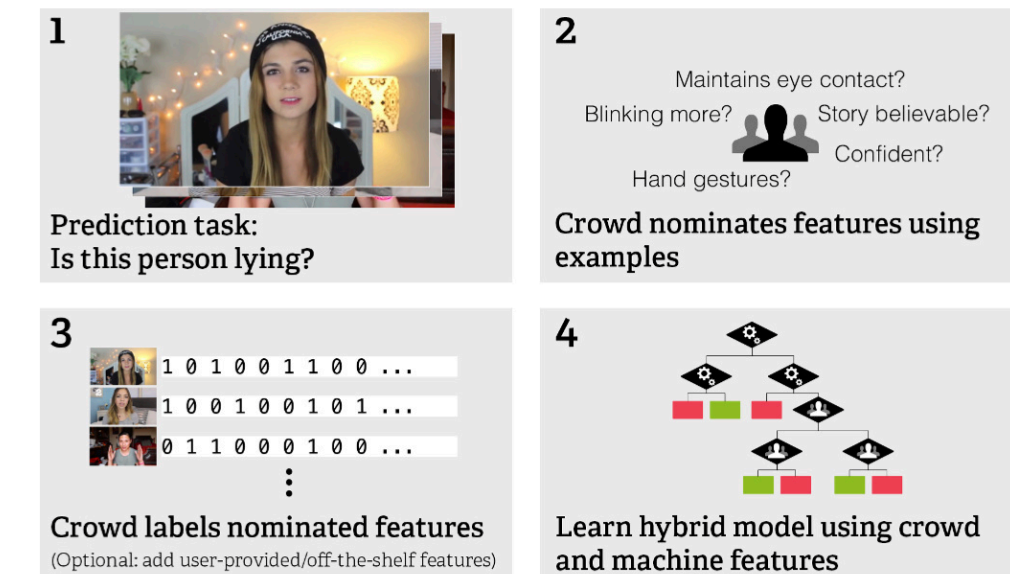 1
Prediction task:
Is this person lying?
2
Maintains eye contact?
Blinking more?
Story believable?
Confident?
Hand gestures?
Crowd nominates features using
examples
3
1 0 1 0 0 1 1 0 0 ...
1 0 0 1 0 0 1 0 1 ...
0 1 1 0 0 0 1 0 0 ...
Crowd labels nominated features
(Optional: add user-provided/off-the-shelf features)
4
Learn hybrid model using crowd
and machine features